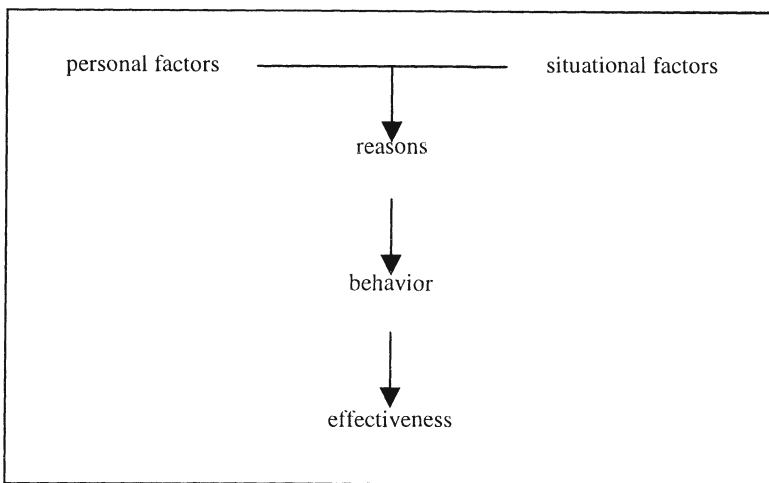 personal factors situational factors
reasons
behavior
effectiveness